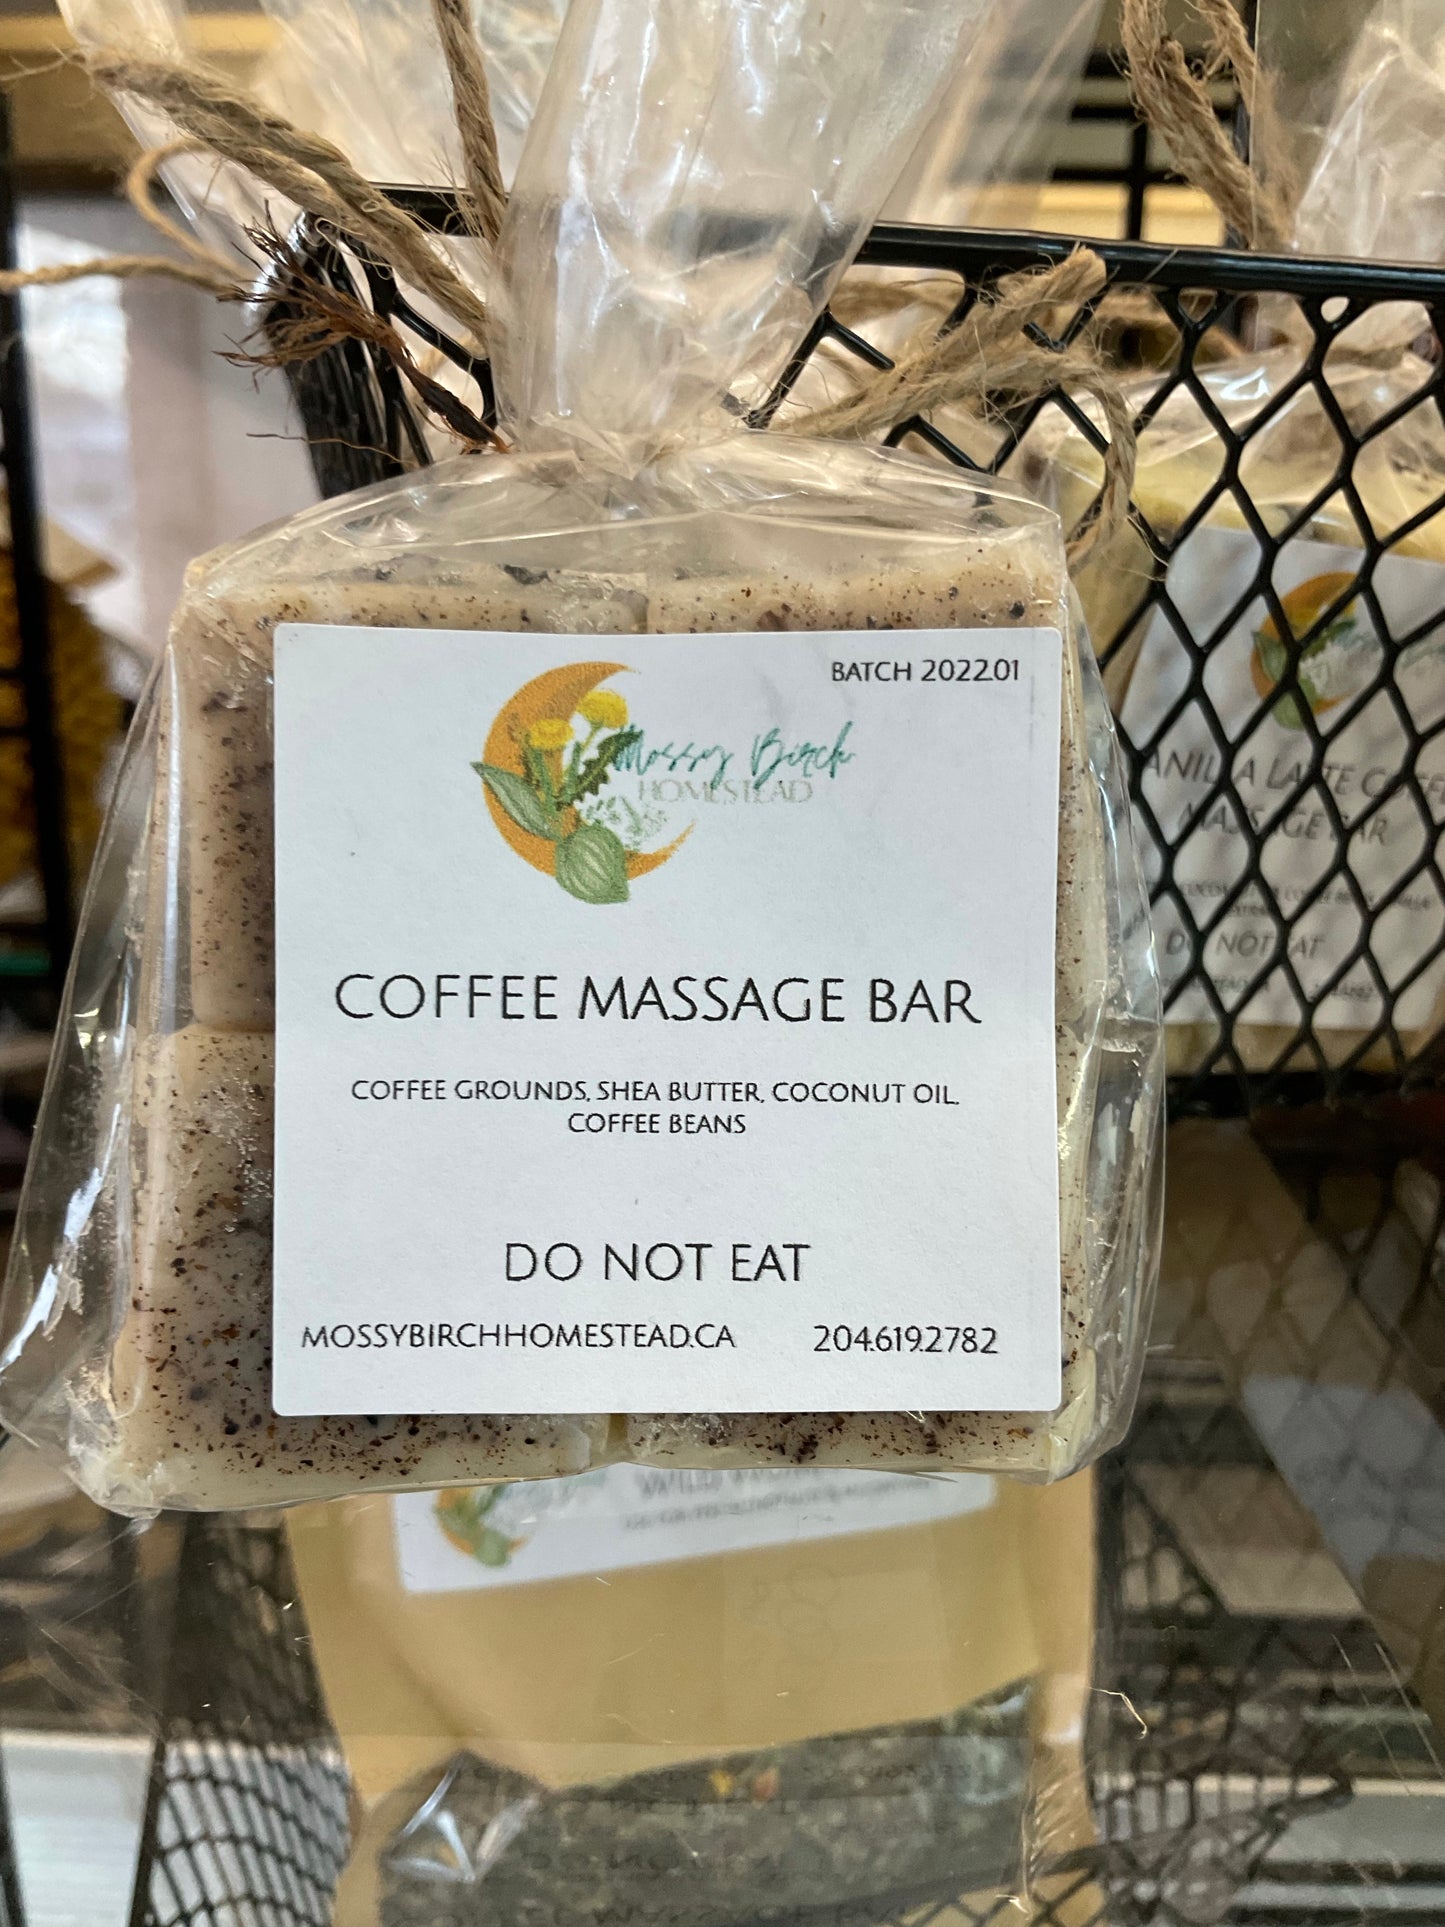 BATCH 2022.01
Mossy Birch
HOMESTEAD
COFFEE MASSAGE BAR
COFFEE GROUNDS, SHEA BUTTER, COCONUT OIL,
COFFEE BEANS
DO NOT EAT
MOSSYBIRCHHOMESTEAD.CA 204.619.2782
LATTE
MASSAGE BAR
DO NOT EAT